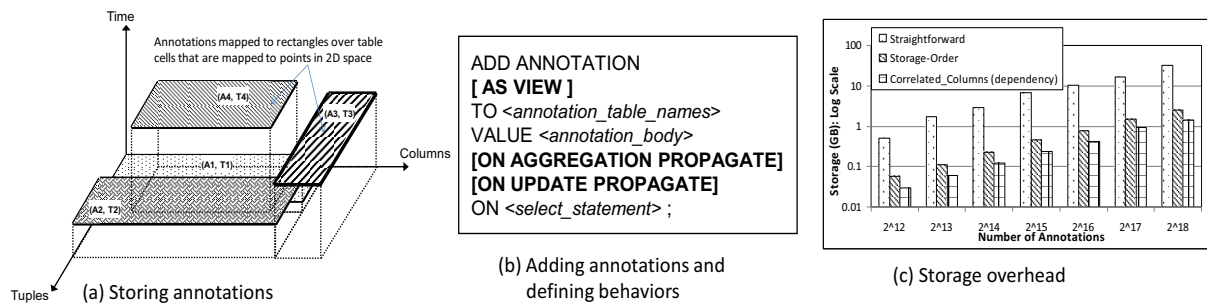 Time
Annotations mapped to rectangles over table
cells that are mapped to points in 2D space
(A4, T4)
(A3, T3)
(A1, T1)
Columns
(A2, T2)
Tuples
(a) Storing annotations
ADD ANNOTATION
[ AS VIEW ]
TO <annotation_table_names>
VALUE <annotation_body>
[ON AGGREGATION PROPAGATE]
[ON UPDATE PROPAGATE]
ON <select_statement> ;
(b) Adding annotations and
defining behaviors
Straightforward
Storage-Order
Correlated_Columns (dependency)
Storage (GB): Log Scale
100
10
1
0.1
0.01
2^12 2^13 2^14 2^15 2^16 2^17 2^18
Number of Annotations
(c) Storage overhead